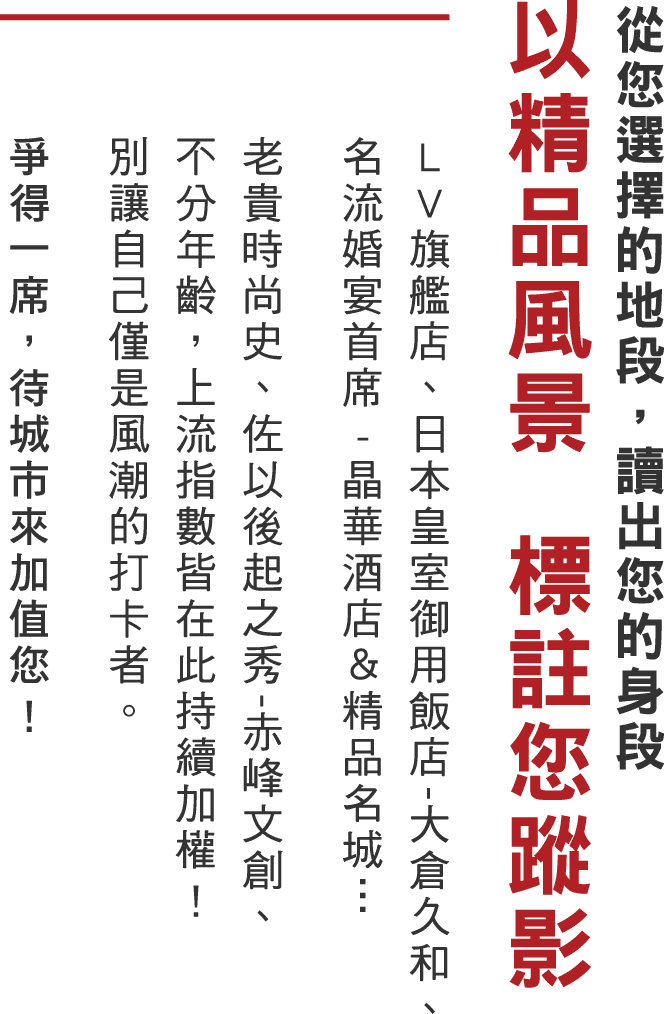 從您選擇的地段，讀出您的身段
以精品風景　標註您蹤影
LV旗艦店、日本皇室御用飯店-大倉久和、
名流婚宴首席-晶華酒店&精品名城…
老貴時尚史、佐以後起之秀-赤峰文創、
不分年齡，上流指數皆在此持續加權！
別讓自己僅是風潮的打卡者。
爭得一席，待城市來加值您！